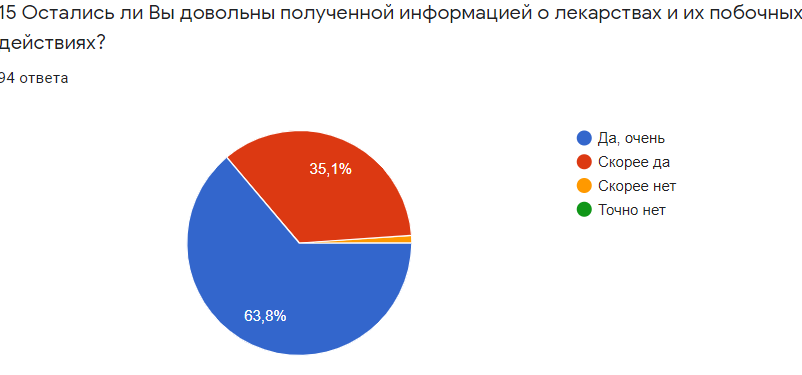 15 Остались ли Вы довольны полученной информацией о лекарствах и их побочных
действиях?
94 ответа
Да, очень
Скорее да
Скорее нет
Точно нет
35,1%
63,8%